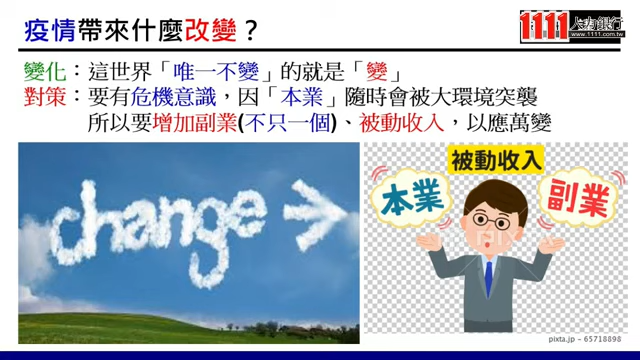 疫情帶來什麼改變？
1111人力銀行
www.1111.com.tw
變化：這世界「唯一不變」的就是「變」
對策：要有危機意識，因「本業」隨時會被大環境突襲
所以要增加副業(不只一個)、被動收入，以應萬變
change
被動收入
本業
副業
pixta.jp - 65718898